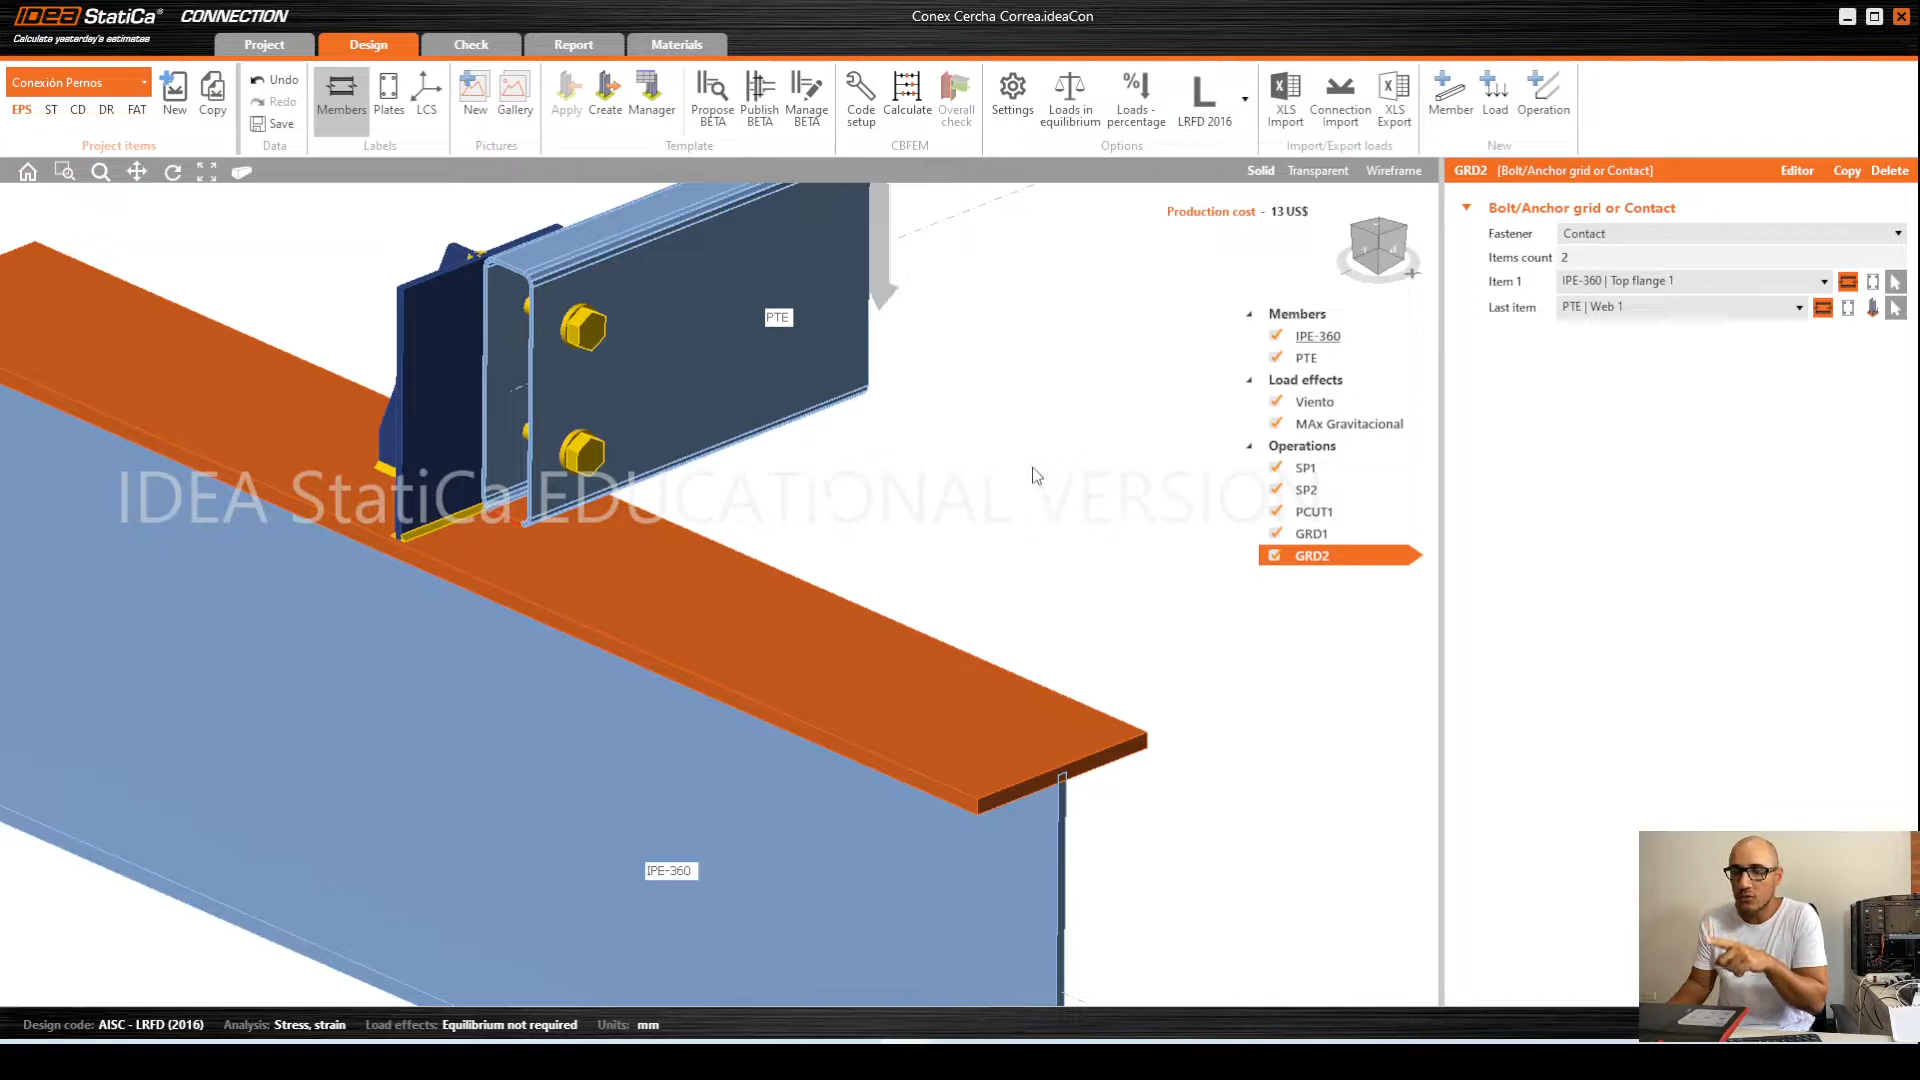 IDEA StatiCa® CONNECTION
Calculate yesterday's estimates
Conex Cercha Correa.ideaCon
Project Design Check Report Materials
Conexión Pernos
EPS ST CD DR FAT
New Copy
Project items
Undo
Redo
Save
Data
Members Plates LCS
Labels
New Gallery
Pictures
Apply Create Manager
Propose BETA
Publish BETA
Manage BETA
Template
Code setup
Calculate
Overall check
CBFEM
Settings
Loads in equilibrium
Loads - percentage
LRFD 2016
Options
XLS Import
Connection Import
XLS Export
Import/Export loads
Member Load Operation
New
Solid Transparent Wireframe
GRD2 [Bolt/Anchor grid or Contact] Editor Copy Delete
Bolt/Anchor grid or Contact
Fastener Contact
Items count 2
Item 1 IPE-360 | Top flange 1
Last item PTE | Web 1
Production cost - 13 US$
Members
IPE-360
PTE
Load effects
Viento
MAx Gravitacional
Operations
SP1
SP2
PCUT1
GRD1
GRD2
PTE
IDEA StatiCa EDUCATIONAL VERSION
IPE-360
Design code: AISC - LRFD (2016) Analysis: Stress, strain Load effects: Equilibrium not required Units: mm